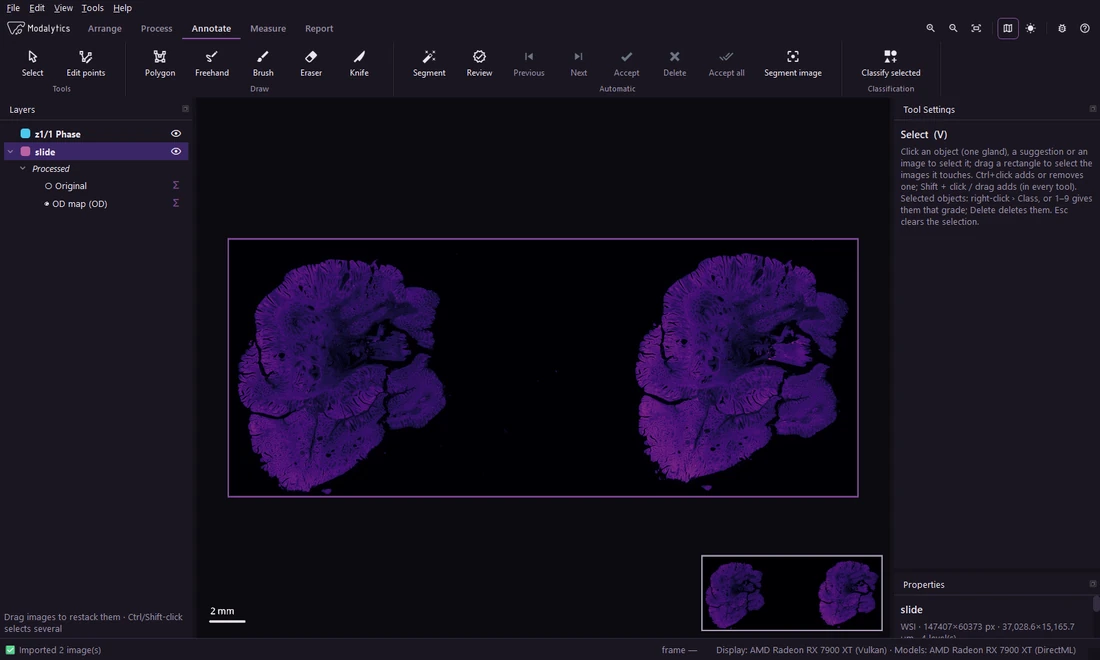 File Edit View Tools Help
Modalytics Arrange Process Annotate Measure Report
Select Edit points Polygon Freehand Brush Eraser Knife Segment Review Previous Next Accept Delete Accept all Segment image Classify selected
Tools Draw Automatic Classification
Layers
z1/1 Phase
slide
Processed
Original Σ
OD map (OD) Σ
Drag images to restack them · Ctrl/Shift-click
selects several
2 mm
Tool Settings
Select (V)
Click an object (one gland), a suggestion or an
image to select it; drag a rectangle to select the
images it touches. Ctrl+click adds or removes
one; Shift + click / drag adds (in every tool).
Selected objects: right-click › Class, or 1–9 gives
them that grade; Delete deletes them. Esc
clears the selection.
Properties
slide
WSI · 147407×60373 px · 37,028.6×15,165.7
µm · 4 level(s)
Imported 2 image(s)
frame — Display: AMD Radeon RX 7900 XT (Vulkan) · Models: AMD Radeon RX 7900 XT (DirectML)